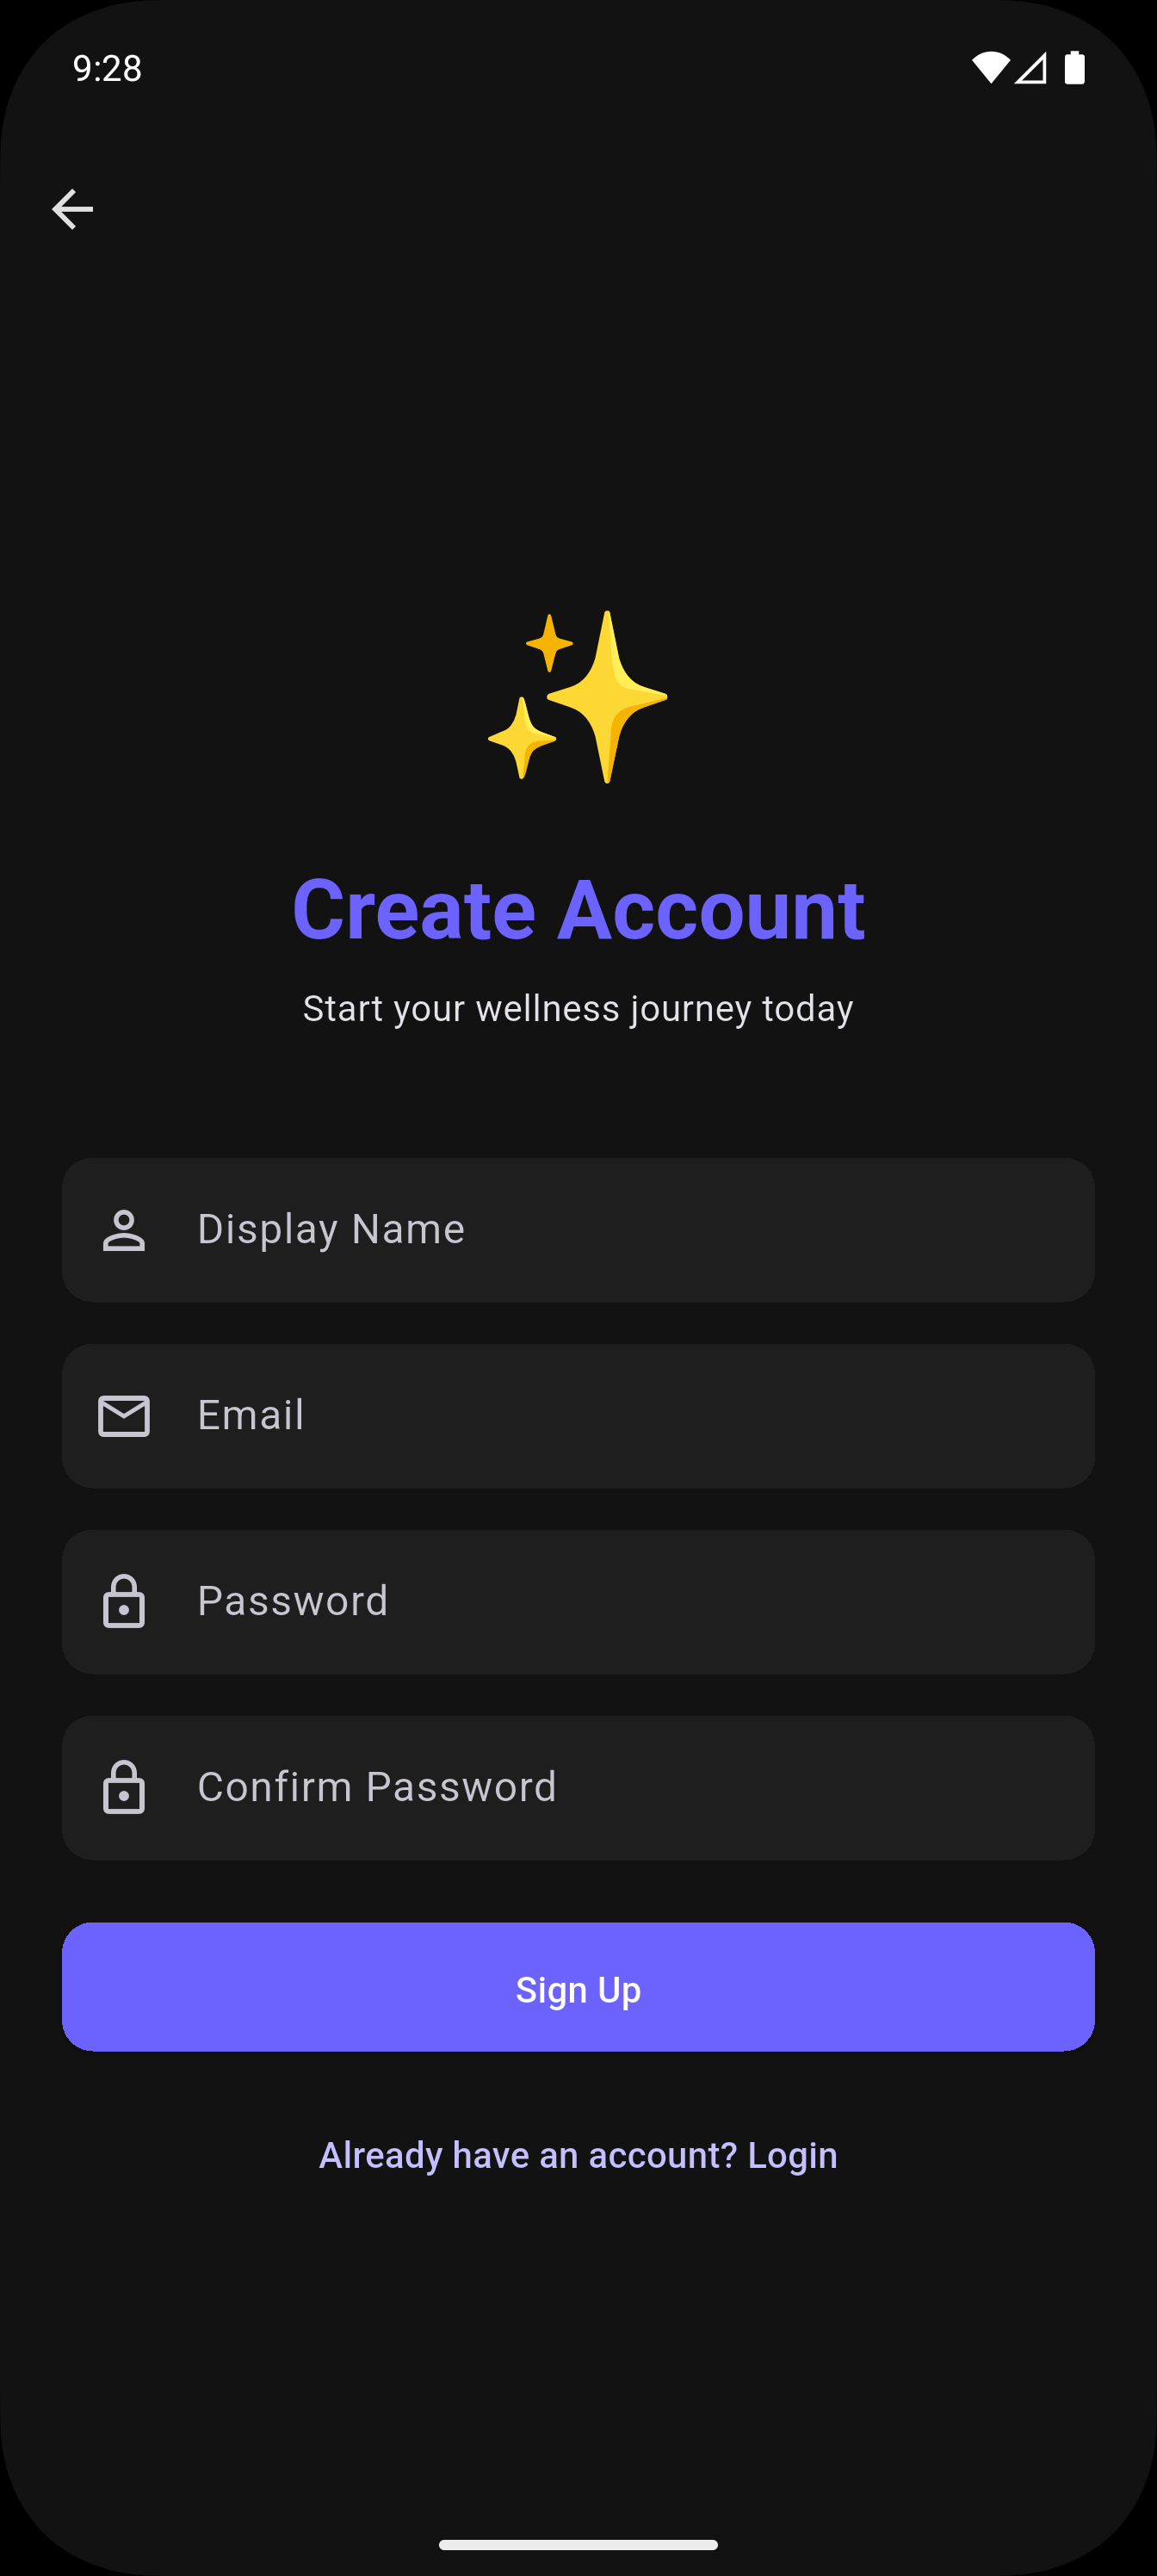 9:28
Create Account
Start your wellness journey today
Display Name
Email
Password
Confirm Password
Sign Up
Already have an account? Login